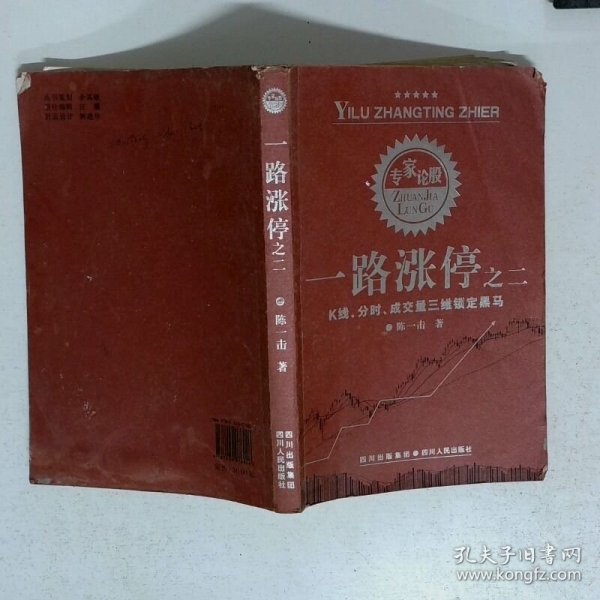 ★★★★★
YILU ZHANGTING ZHIER
专家论股
ZHUANJIA
LUNGU
一路涨停之二
K线、分时、成交量三维锁定黑马
陈一击 著
四川出版集团 四川人民出版社
一路涨停之二
陈一击 著
四川出版集团
四川人民出版社
孔夫子旧书网
www.kongfz.com